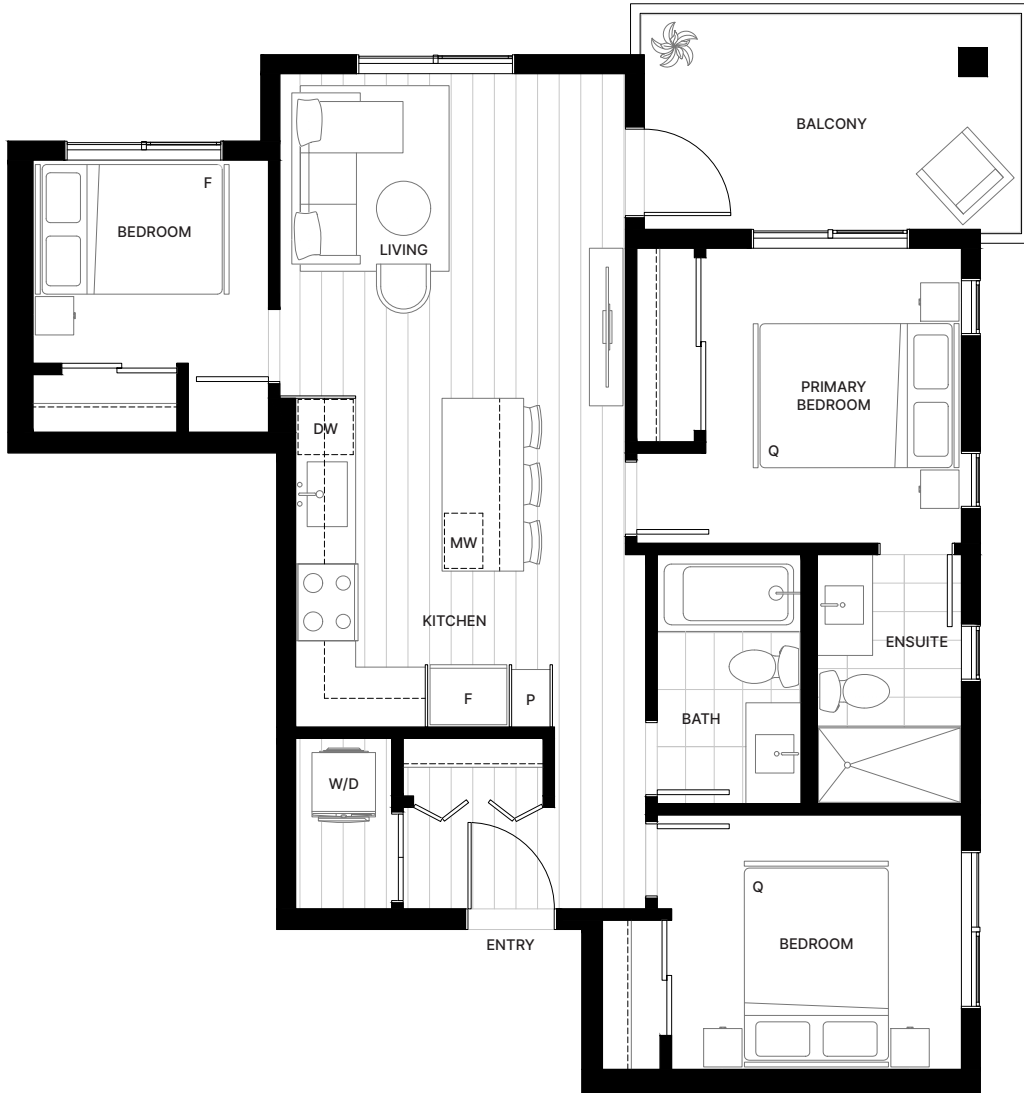 BALCONY
F
BEDROOM
LIVING
PRIMARY
BEDROOM
Q
DW
MW
KITCHEN
ENSUITE
F
P
BATH
W/D
Q
ENTRY
BEDROOM